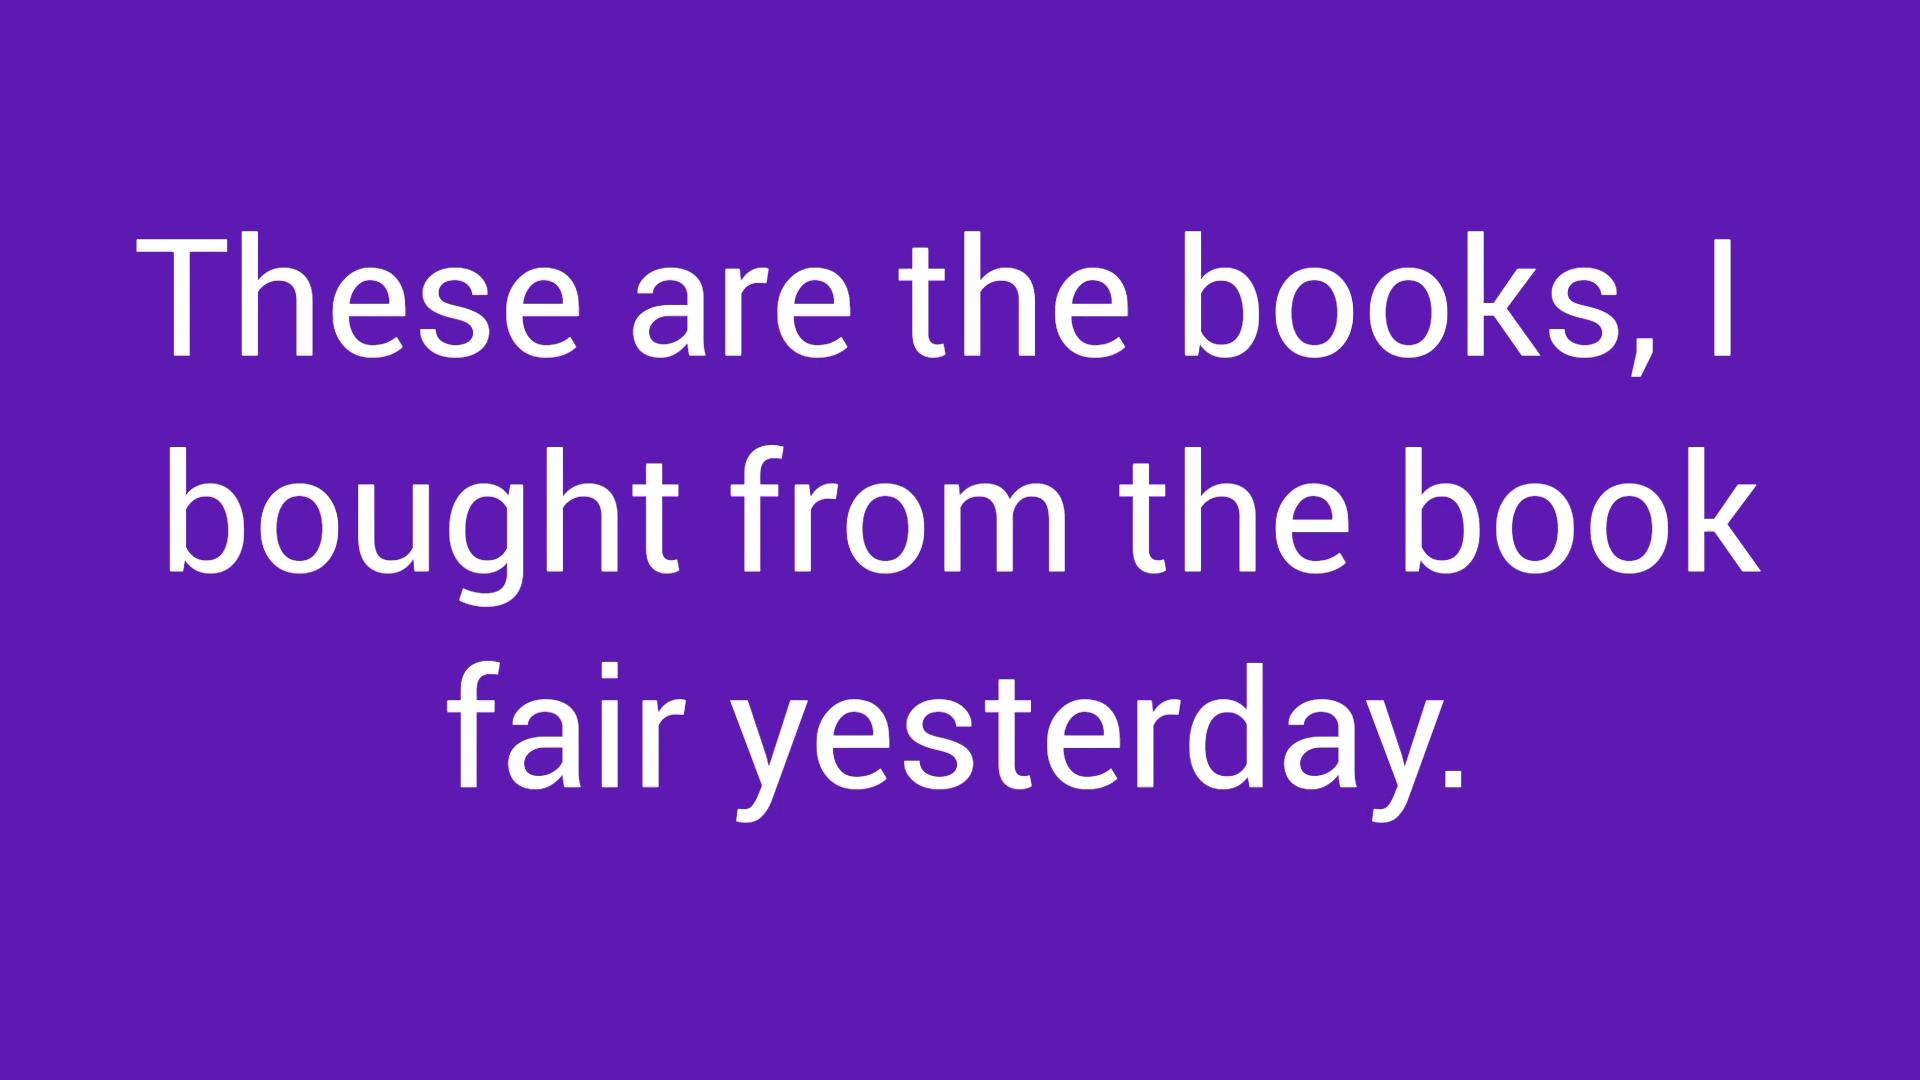 These are the books, I
bought from the book
fair yesterday.